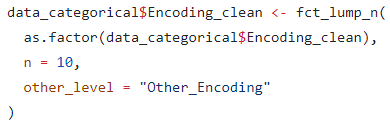 data_categorical$Encoding_clean <- fct_lump_n(
  as.factor(data_categorical$Encoding_clean),
  n = 10,
  other_level = "Other_Encoding"
)